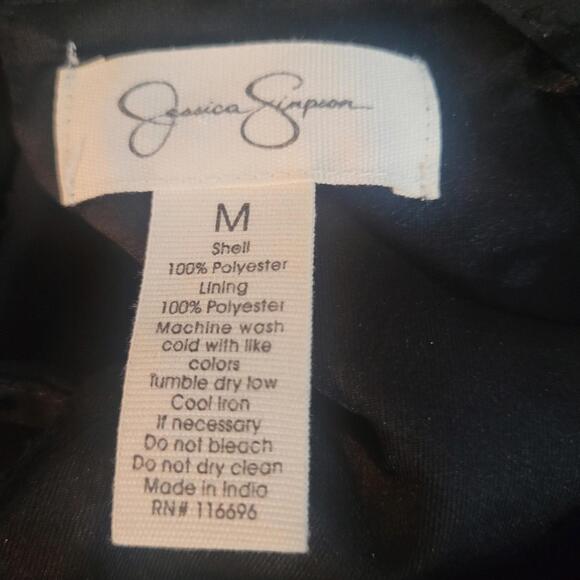 Jessica Simpson
M
Shell
100% Polyester
Lining
100% Polyester
Machine wash
cold with like
colors
Tumble dry low
Cool Iron
If necessary
Do not bleach
Do not dry clean
Made in India
RN# 116696